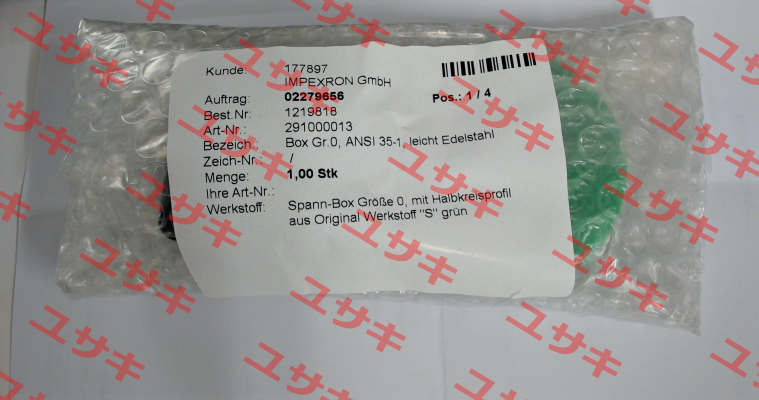 Kunde: 177897
IMPEXRON GmbH
Auftrag: 02279656 Pos.: 1 / 4
Best.Nr: 1219818
Art-Nr.: 291000013
Bezeich.: Box Gr.0, ANSI 35-1, leicht Edelstahl
Zeich-Nr.: /
Menge: 1,00 Stk
Ihre Art-Nr.:
Werkstoff: Spann-Box Größe 0, mit Halbkreisprofil
aus Original Werkstoff "S" grün
ユサキ